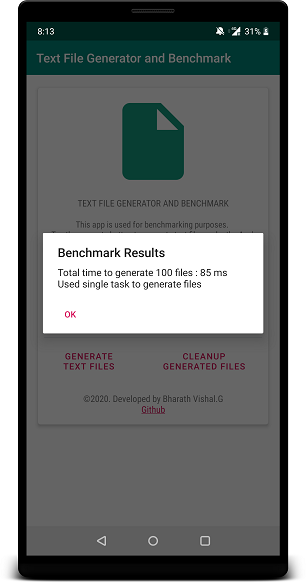 8:13
31%
Text File Generator and Benchmark
TEXT FILE GENERATOR AND BENCHMARK
This app is used for benchmarking purposes.
Benchmark Results
Total time to generate 100 files : 85 ms
Used single task to generate files
OK
GENERATE
TEXT FILES
CLEANUP
GENERATED FILES
©2020. Developed by Bharath Vishal.G
Github